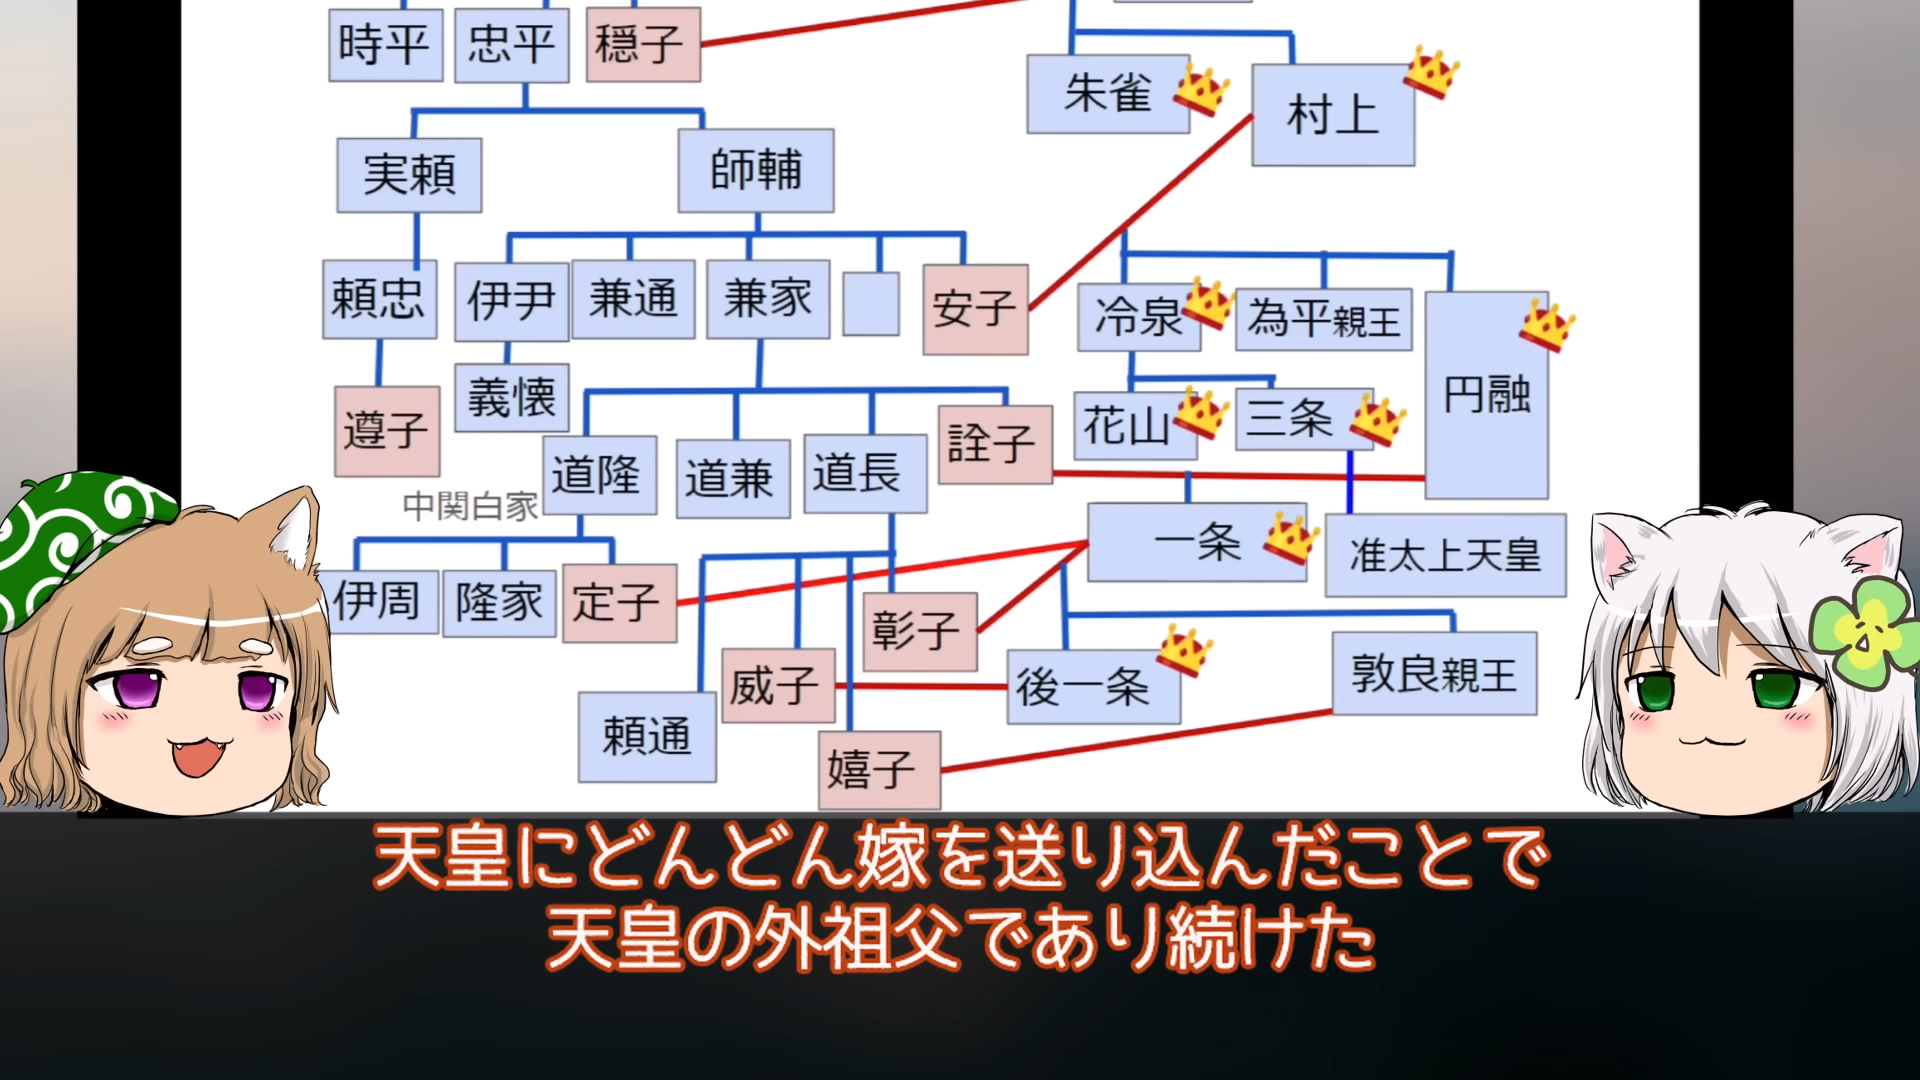 時平
忠平
穏子
朱雀
村上
実頼
師輔
頼忠
伊尹
兼通
兼家
安子
冷泉
為平親王
円融
遵子
義懐
花山
三条
道隆
道兼
道長
詮子
中関白家
一条
准太上天皇
伊周
隆家
定子
彰子
威子
後一条
敦良親王
頼通
嬉子
天皇にどんどん嫁を送り込んだことで
天皇の外祖父であり続けた